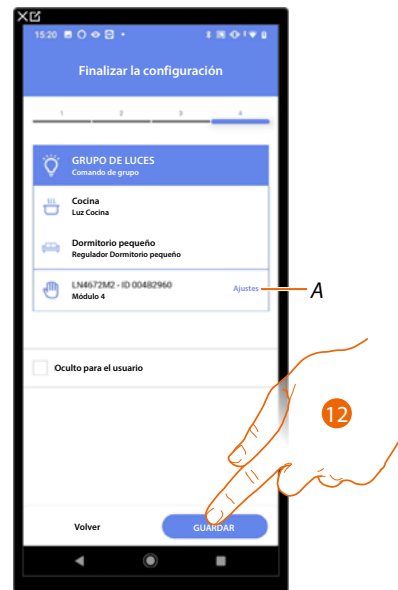 15:20
Finalizar la configuración
1 2 3 4
GRUPO DE LUCES
Comando de grupo
Cocina
Luz Cocina
Dormitorio pequeño
Regulador Dormitorio pequeño
LN4672M2 - ID 00482960
Módulo 4
Ajustes
A
Oculto para el usuario
12
Volver
GUARDAR